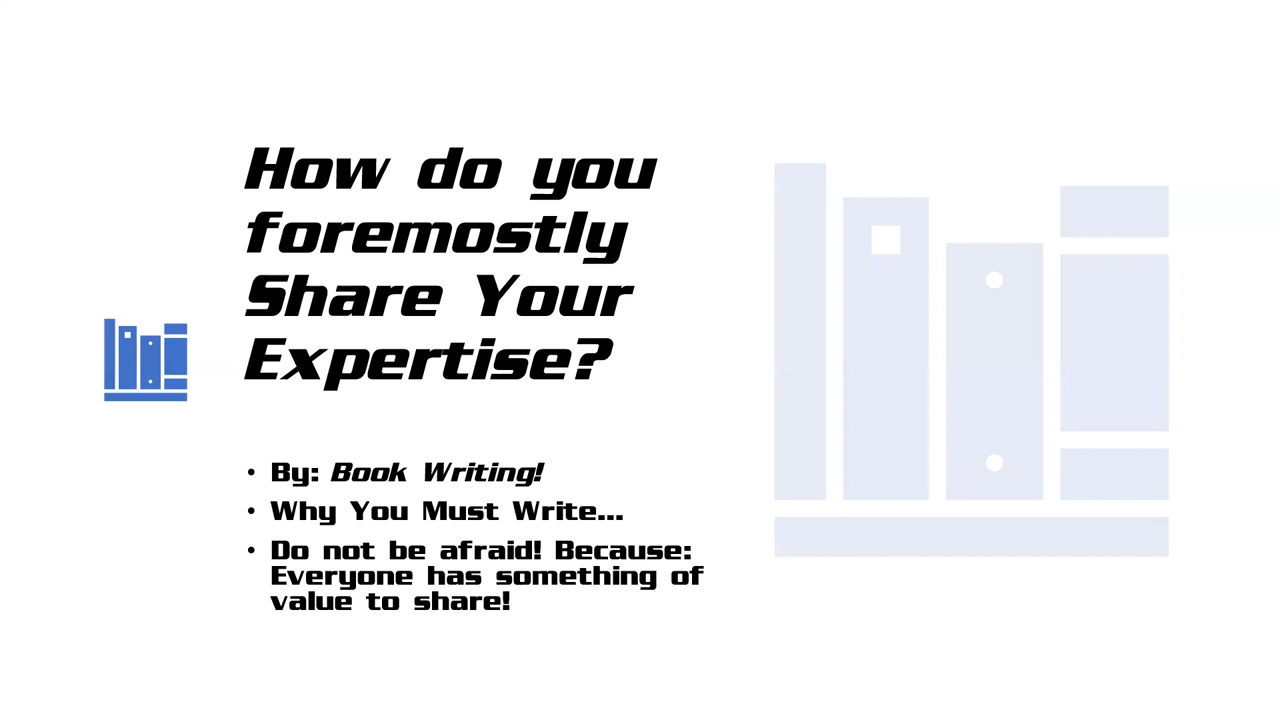 How do you
foremostly
Share Your
Expertise?
• By: Book Writing!
• Why You Must Write...
• Do not be afraid! Because:
Everyone has something of
value to share!